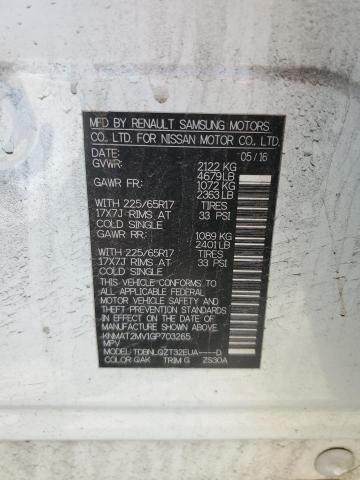 MFD BY RENAULT SAMSUNG MOTORS
CO., LTD. FOR NISSAN MOTOR CO., LTD.
DATE: 05/16
GVWR: 2122 KG
4679 LB
GAWR FR: 1072 KG
2363 LB
WITH 225/65R17 TIRES
17X7J RIMS AT 33 PSI
COLD SINGLE
GAWR RR: 1089 KG
2401 LB
WITH 225/65R17 TIRES
17X7J RIMS AT 33 PSI
COLD SINGLE
THIS VEHICLE CONFORMS TO
ALL APPLICABLE FEDERAL
MOTOR VEHICLE SAFETY AND
THEFT PREVENTION STANDARDS
IN EFFECT ON THE DATE OF
MANUFACTURE SHOWN ABOVE.
KNMAT2MV1GP703265
MPV
MODEL: TDBNLQZT32EUA----D
COLOR: QAK TRIM: G ZS30A